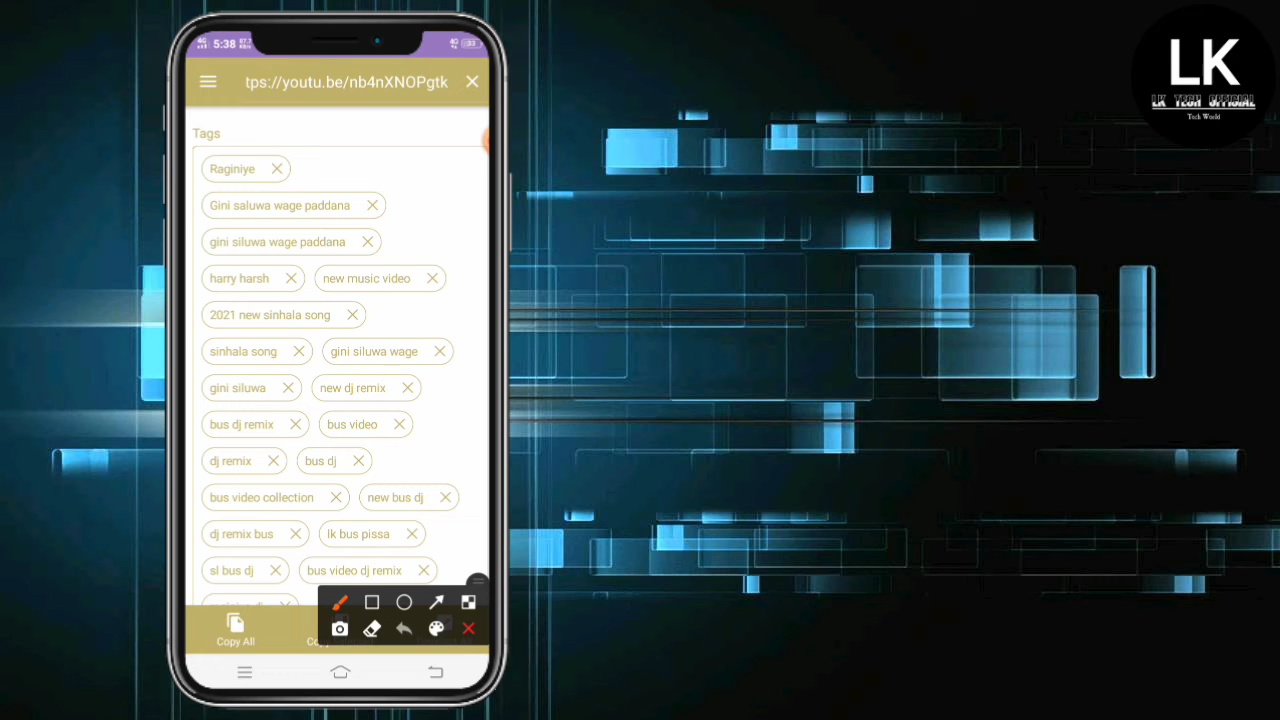 5:38
tps://youtu.be/nb4nXNOPgtk
Tags
Raginiye
Gini saluwa wage paddana
gini siluwa wage paddana
harry harsh new music video
2021 new sinhala song
sinhala song gini siluwa wage
gini siluwa new dj remix
bus dj remix bus video
dj remix bus dj
bus video collection new bus dj
dj remix bus lk bus pissa
sl bus dj bus video dj remix
Copy All
LK
LK TECH OFFICIAL
Tech World